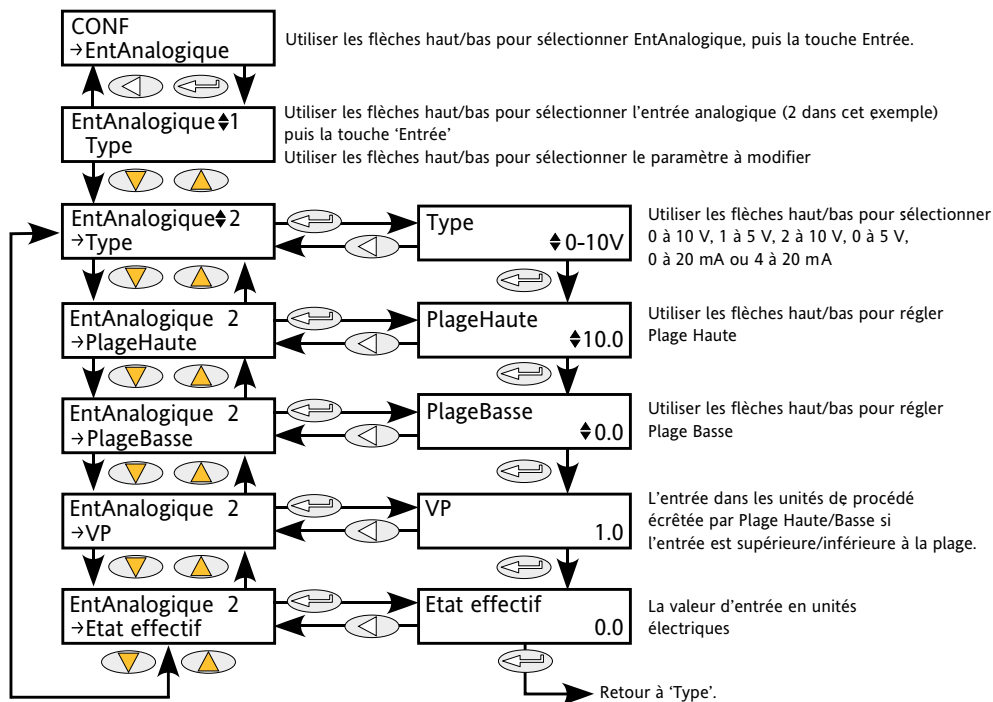 CONF
→EntAnalogique
Utiliser les flèches haut/bas pour sélectionner EntAnalogique, puis la touche Entrée.
EntAnalogique♦1
Type
Utiliser les flèches haut/bas pour sélectionner l'entrée analogique (2 dans cet exemple)
puis la touche ‘Entrée’
Utiliser les flèches haut/bas pour sélectionner le paramètre à modifier
EntAnalogique♦2
→Type
Type
♦0-10V
Utiliser les flèches haut/bas pour sélectionner
0 à 10 V, 1 à 5 V, 2 à 10 V, 0 à 5 V,
0 à 20 mA ou 4 à 20 mA
EntAnalogique 2
→PlageHaute
PlageHaute
♦10.0
Utiliser les flèches haut/bas pour régler
Plage Haute
EntAnalogique 2
→PlageBasse
PlageBasse
♦0.0
Utiliser les flèches haut/bas pour régler
Plage Basse
EntAnalogique 2
→VP
VP
1.0
L'entrée dans les unités de procédé
écrêtée par Plage Haute/Basse si
l'entrée est supérieure/inférieure à la plage.
EntAnalogique 2
→Etat effectif
Etat effectif
0.0
La valeur d'entrée en unités
électriques
Retour à ‘Type’.